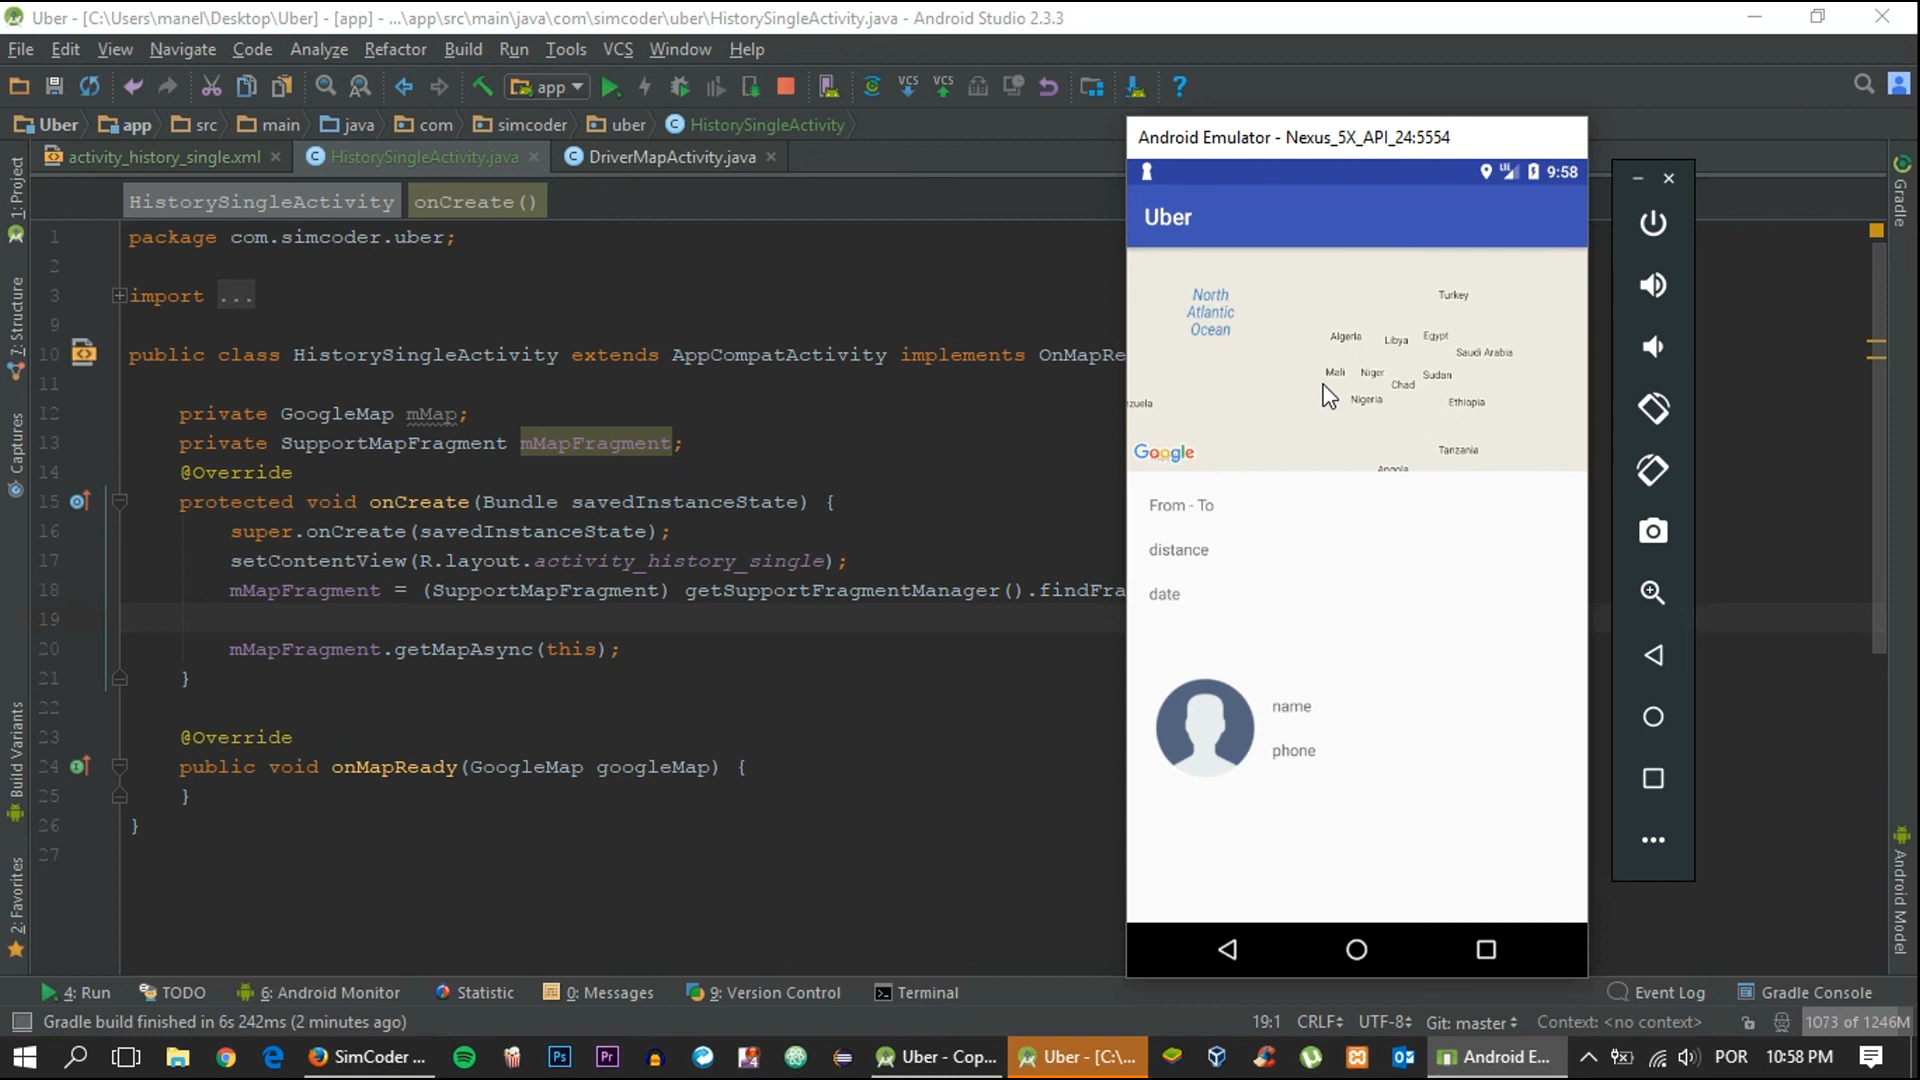 Uber - [C:\Users\manel\Desktop\Uber] - [app] - ...\app\src\main\java\com\simcoder\uber\HistorySingleActivity.java - Android Studio 2.3.3
File Edit View Navigate Code Analyze Refactor Build Run Tools VCS Window Help
app
VCS VCS
Uber app src main java com simcoder uber HistorySingleActivity
activity_history_single.xml HistorySingleActivity.java DriverMapActivity.java
HistorySingleActivity onCreate()
1: Project
7: Structure
Captures
Build Variants
2: Favorites
1 package com.simcoder.uber;
2
3 import ...
9
10 public class HistorySingleActivity extends AppCompatActivity implements OnMapRe
11
12 private GoogleMap mMap;
13 private SupportMapFragment mMapFragment;
14 @Override
15 protected void onCreate(Bundle savedInstanceState) {
16 super.onCreate(savedInstanceState);
17 setContentView(R.layout.activity_history_single);
18 mMapFragment = (SupportMapFragment) getSupportFragmentManager().findFra
19
20 mMapFragment.getMapAsync(this);
21 }
22
23 @Override
24 public void onMapReady(GoogleMap googleMap) {
25 }
26 }
27
Android Emulator - Nexus_5X_API_24:5554
LTE 9:58
Uber
North
Atlantic
Ocean
Turkey
Algeria Libya Egypt
Saudi Arabia
Mali Niger Chad Sudan
zuela Nigeria Ethiopia
Google Tanzania
Angola
From - To
distance
date
name
phone
Gradle
Android Model
4: Run TODO 6: Android Monitor Statistic 0: Messages 9: Version Control Terminal Event Log Gradle Console
Gradle build finished in 6s 242ms (2 minutes ago) 19:1 CRLF UTF-8 Git: master Context: <no context> 1073 of 1246M
SimCoder ... Ps Pr Uber - Cop... Uber - [C:\... Android E... POR 10:58 PM